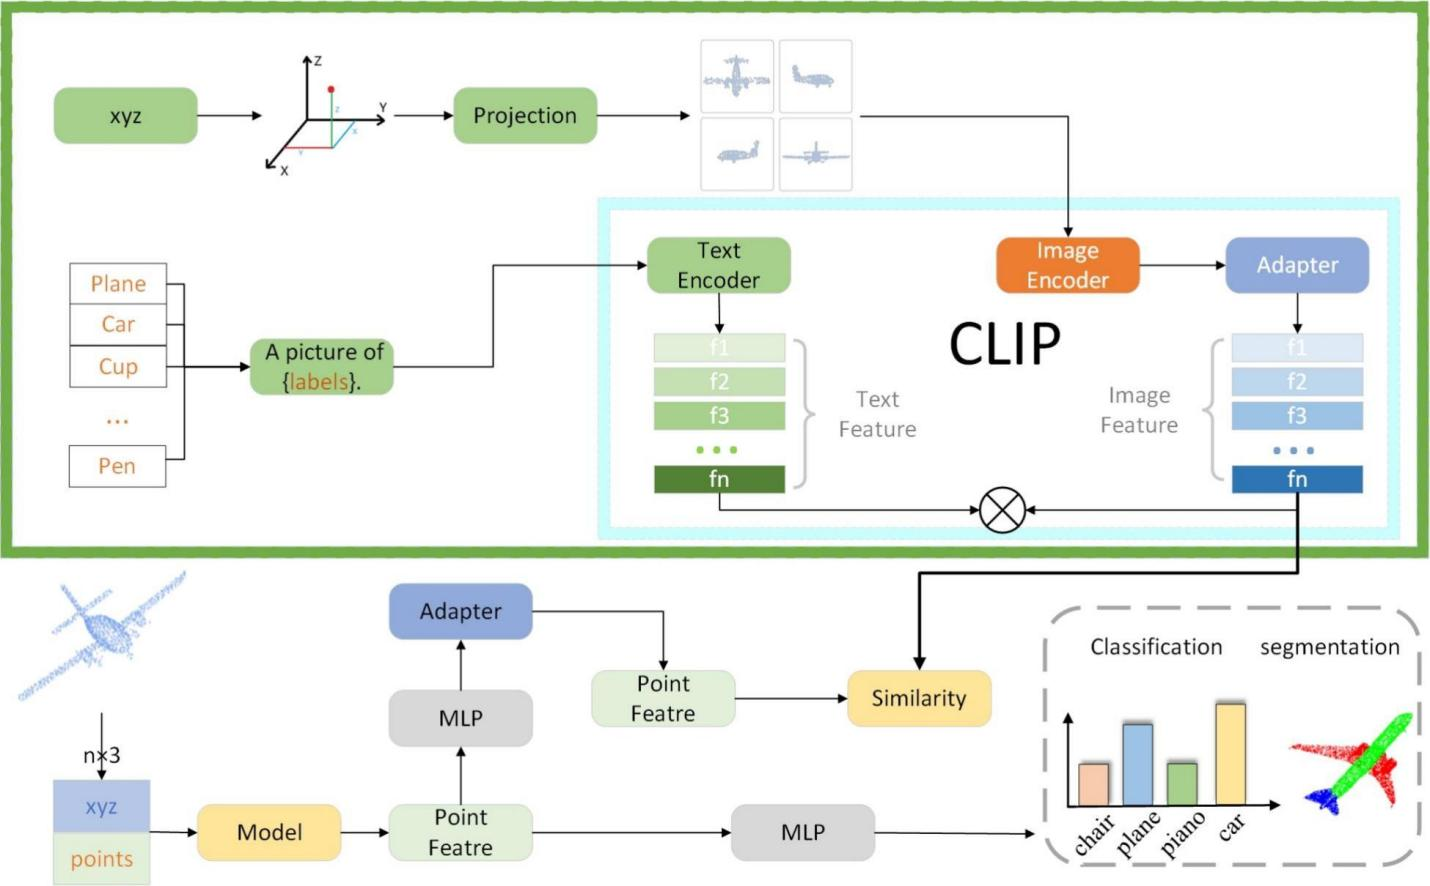 xyz
Z
Y
X
z
x
Y
Projection
Plane
Car
Cup
...
Pen
A picture of
{labels}.
Text
Encoder
f1
f2
f3
...
fn
Text
Feature
CLIP
Image
Encoder
Adapter
f1
f2
f3
...
fn
Image
Feature
n×3
xyz
points
Model
Point
Featre
MLP
Adapter
Point
Featre
Similarity
MLP
Classification
segmentation
chair
plane
piano
car